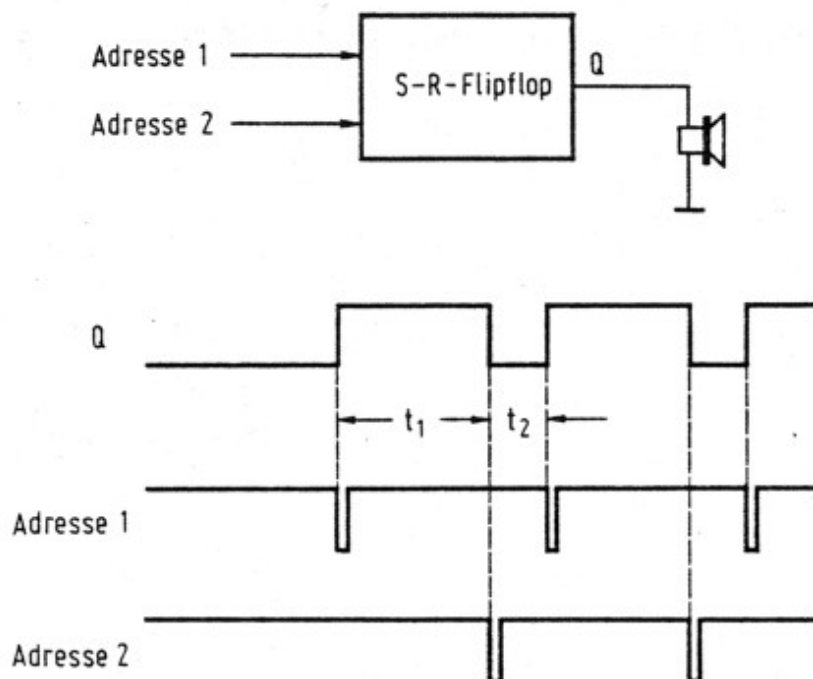 Adresse 1
Adresse 2
S-R-Flipflop
Q
Q
t1
t2
Adresse 1
Adresse 2